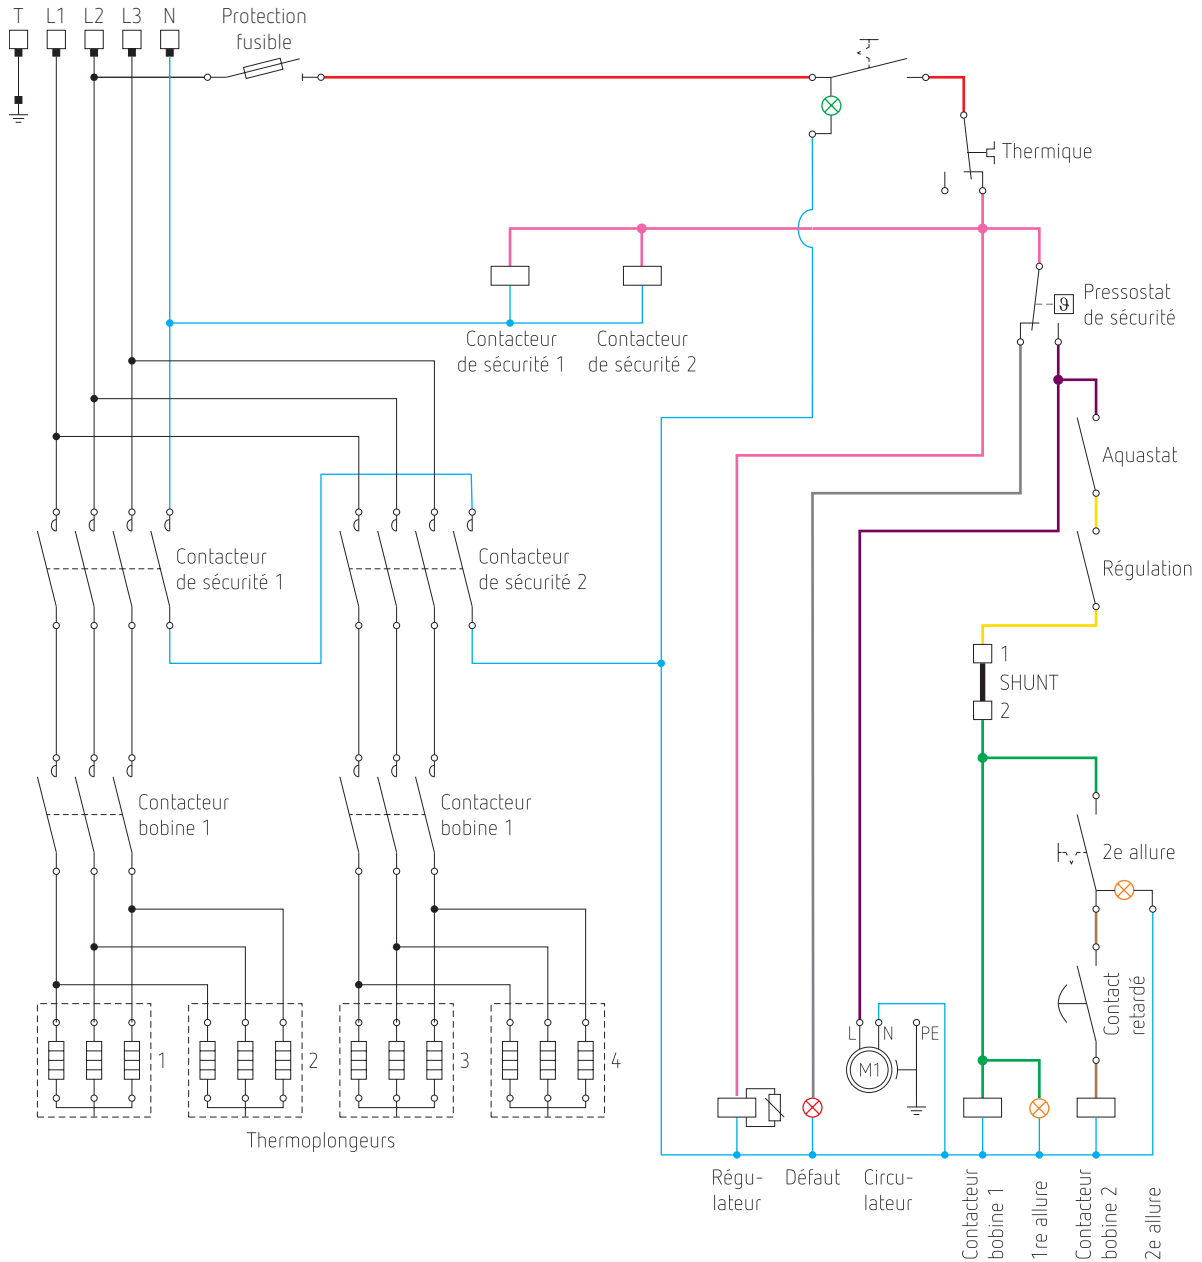 T
L1
L2
L3
N
Protection
fusible
Thermique
Contacteur
de sécurité 1
Contacteur
de sécurité 2
ϑ
Pressostat
de sécurité
Aquastat
Contacteur
de sécurité 1
Contacteur
de sécurité 2
Régulation
1
SHUNT
2
Contacteur
bobine 1
Contacteur
bobine 1
2e allure
Contact
retardé
1
2
3
4
L
N
PE
M1
Thermoplongeurs
Régu-
lateur
Défaut
Circu-
lateur
Contacteur
bobine 1
1re allure
Contacteur
bobine 2
2e allure